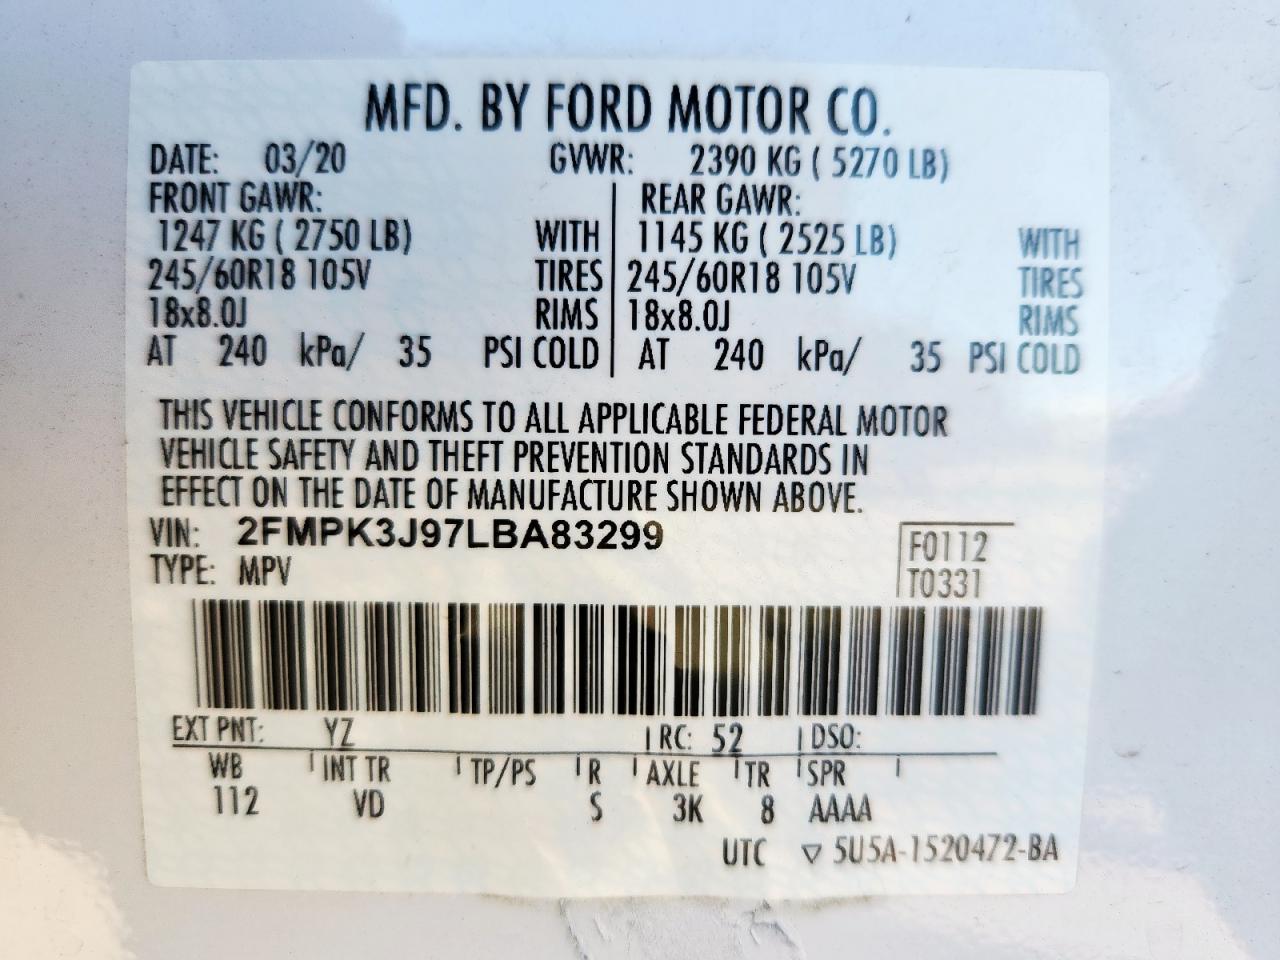 MFD. BY FORD MOTOR CO.
DATE: 03/20 GVWR: 2390 KG ( 5270 LB)
FRONT GAWR: REAR GAWR:
1247 KG ( 2750 LB) WITH 1145 KG ( 2525 LB) WITH
245/60R18 105V TIRES 245/60R18 105V TIRES
18x8.0J RIMS 18x8.0J RIMS
AT 240 kPa/ 35 PSI COLD AT 240 kPa/ 35 PSI COLD
THIS VEHICLE CONFORMS TO ALL APPLICABLE FEDERAL MOTOR
VEHICLE SAFETY AND THEFT PREVENTION STANDARDS IN
EFFECT ON THE DATE OF MANUFACTURE SHOWN ABOVE.
VIN: 2FMPK3J97LBA83299 F0112
TYPE: MPV T0331
EXT PNT: YZ RC: 52 DSO:
WB INT TR TP/PS R AXLE TR SPR
112 VD S 3K 8 AAAA
UTC ▽ 5U5A-1520472-BA